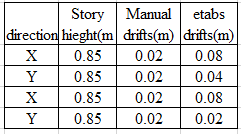 Story Manual etabs
direction hieght(m drifts(m) drifts(m)
X 0.85 0.02 0.08
Y 0.85 0.02 0.04
X 0.85 0.02 0.08
Y 0.85 0.02 0.02